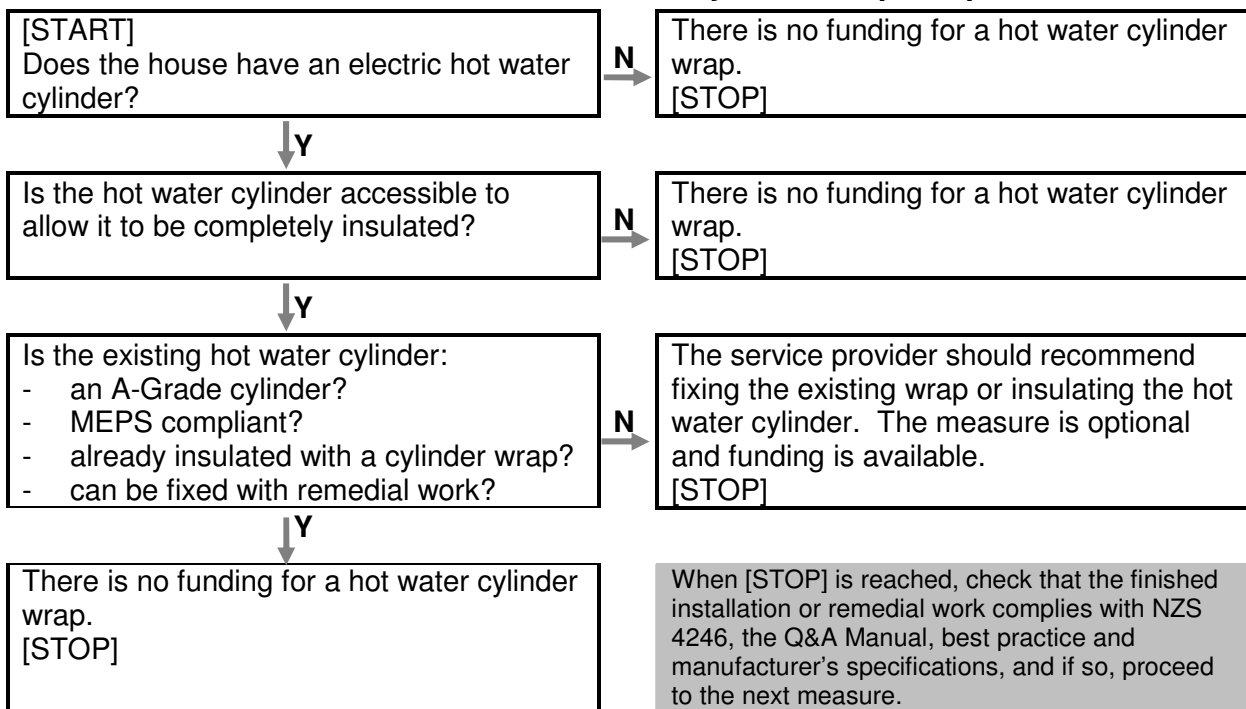 [START]
Does the house have an electric hot water
cylinder?
N
There is no funding for a hot water cylinder
wrap.
[STOP]
Y
Is the hot water cylinder accessible to
allow it to be completely insulated?
N
There is no funding for a hot water cylinder
wrap.
[STOP]
Y
Is the existing hot water cylinder:
- an A-Grade cylinder?
- MEPS compliant?
- already insulated with a cylinder wrap?
- can be fixed with remedial work?
N
The service provider should recommend
fixing the existing wrap or insulating the hot
water cylinder. The measure is optional
and funding is available.
[STOP]
Y
There is no funding for a hot water cylinder
wrap.
[STOP]
When [STOP] is reached, check that the finished
installation or remedial work complies with NZS
4246, the Q&A Manual, best practice and
manufacturer's specifications, and if so, proceed
to the next measure.